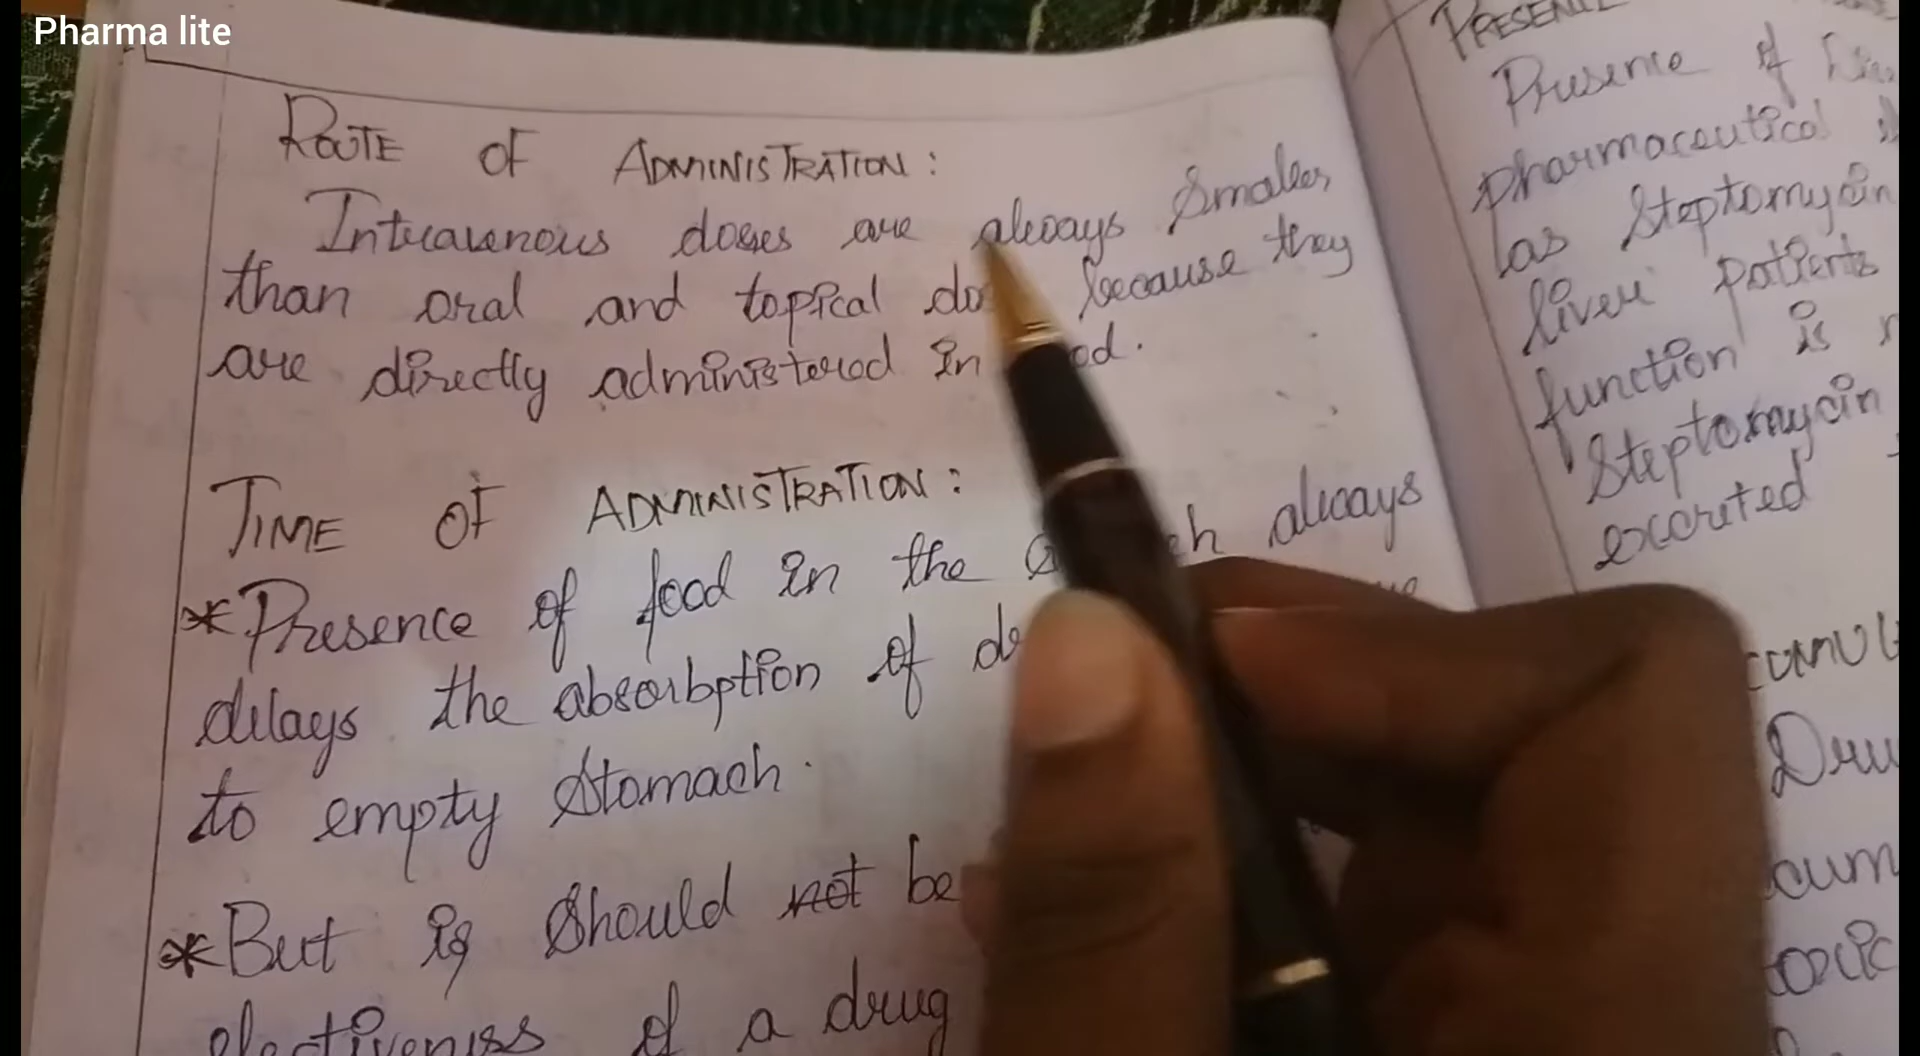 Pharma lite
ROUTE OF ADMINISTRATION:
Intravenous doses are always smaller
than oral and topical because they
are directly administered in
TIME OF ADMINISTRATION:
*Presence of food in the always
delays the absorbption of
to empty stomach.
*But is should not be
of a drug
Presence of
pharmaceutical
as Steptomycin
liver patients
function is
Steptomycin
excreted